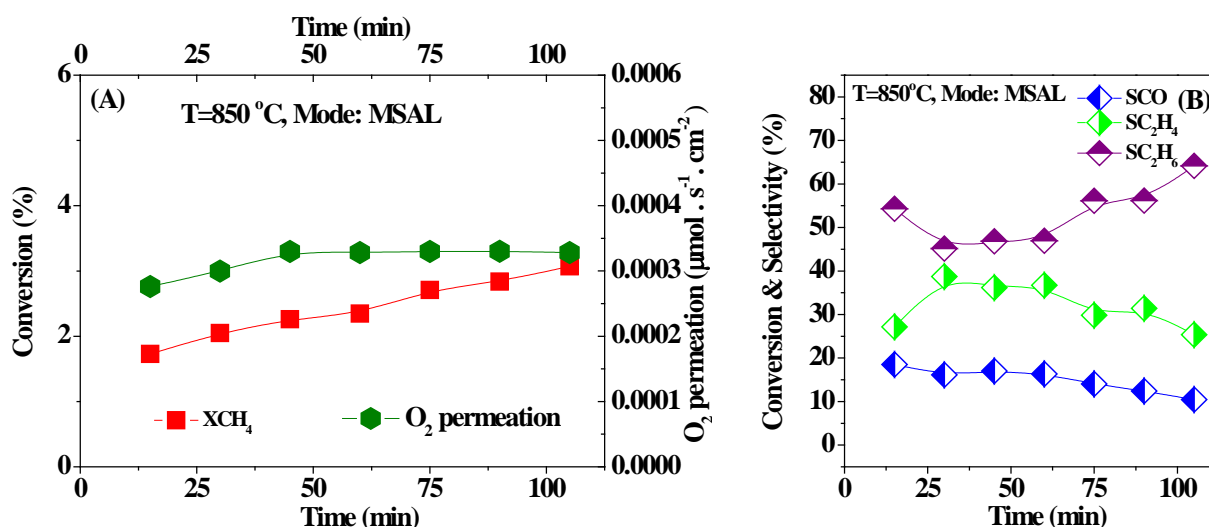 Time (min)
0 25 50 75 100
6
4
2
0
Conversion (%)
(A)
T=850 °C, Mode: MSAL
XCH₄
O₂ permeation
0.0006
0.0005
0.0004
0.0003
0.0002
0.0001
0.0000
O₂ permeation (μmol . s⁻¹. cm⁻²)
0 25 50 75 100
Time (min)
80
70
60
50
40
30
20
10
0
Conversion & Selectivity (%)
T=850°C, Mode: MSAL
(B)
SCO
SC₂H₄
SC₂H₆
0 25 50 75 100
Time (min)